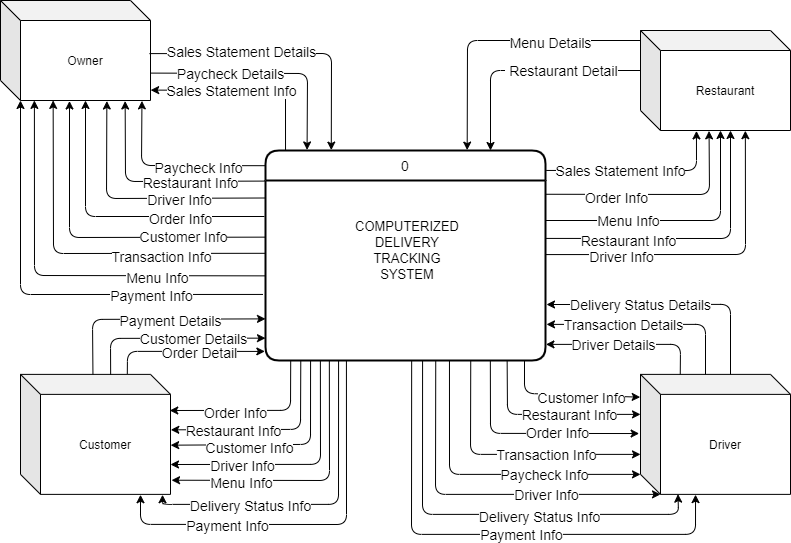 Owner
Sales Statement Details
Paycheck Details
Sales Statement Info
Menu Details
Restaurant Detail
Restaurant
Paycheck Info
Restaurant Info
Driver Info
Order Info
Customer Info
Transaction Info
Menu Info
Payment Info
0
COMPUTERIZED
DELIVERY
TRACKING
SYSTEM
Sales Statement Info
Order Info
Menu Info
Restaurant Info
Driver Info
Payment Details
Customer Details
Order Detail
Delivery Status Details
Transaction Details
Driver Details
Customer
Order Info
Restaurant Info
Customer Info
Driver Info
Menu Info
Delivery Status Info
Payment Info
Customer Info
Restaurant Info
Order Info
Transaction Info
Paycheck Info
Driver Info
Delivery Status Info
Payment Info
Driver